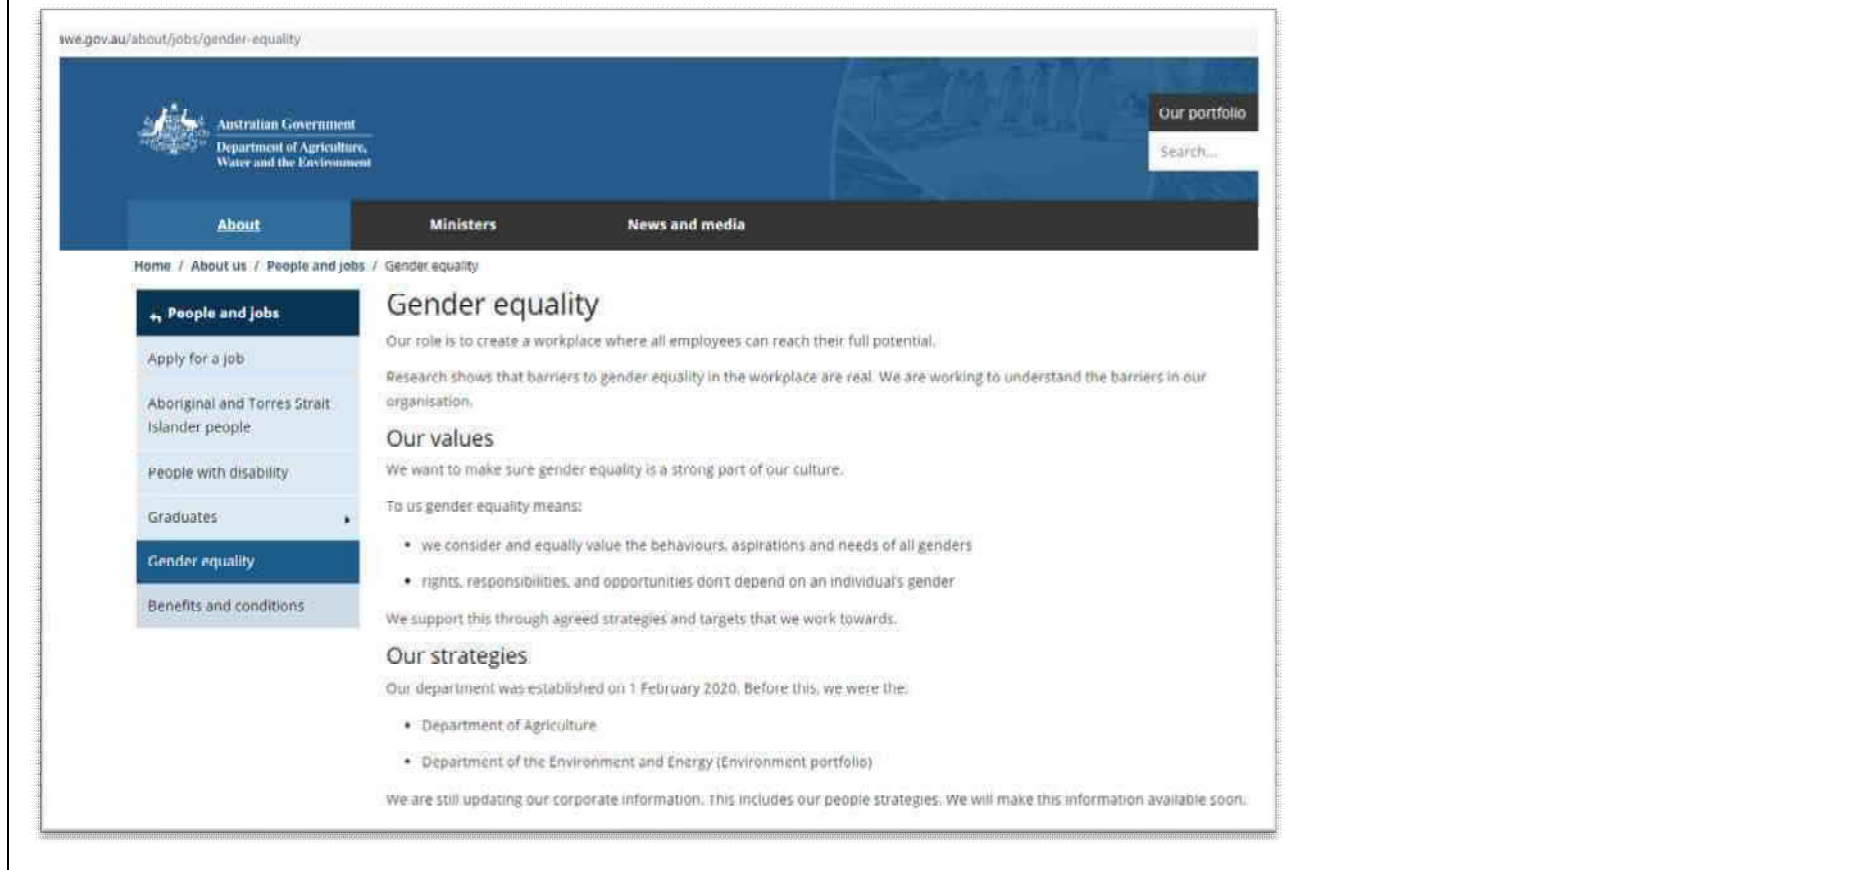 awe.gov.au/about/jobs/gender-equality
Australian Government
Department of Agriculture,
Water and the Environment
Our portfolio
Search...
About
Ministers
News and media
Home / About us / People and jobs / Gender equality
People and jobs
Apply for a job
Aboriginal and Torres Strait
Islander people
People with disability
Graduates
Gender equality
Benefits and conditions
Gender equality
Our role is to create a workplace where all employees can reach their full potential.
Research shows that barriers to gender equality in the workplace are real. We are working to understand the barriers in our
organisation.
Our values
We want to make sure gender equality is a strong part of our culture.
To us gender equality means:
• we consider and equally value the behaviours, aspirations and needs of all genders
• rights, responsibilities, and opportunities don't depend on an individual's gender
We support this through agreed strategies and targets that we work towards.
Our strategies
Our department was established on 1 February 2020. Before this, we were the:
• Department of Agriculture
• Department of the Environment and Energy (Environment portfolio)
We are still updating our corporate information. This includes our people strategies. We will make this information available soon.